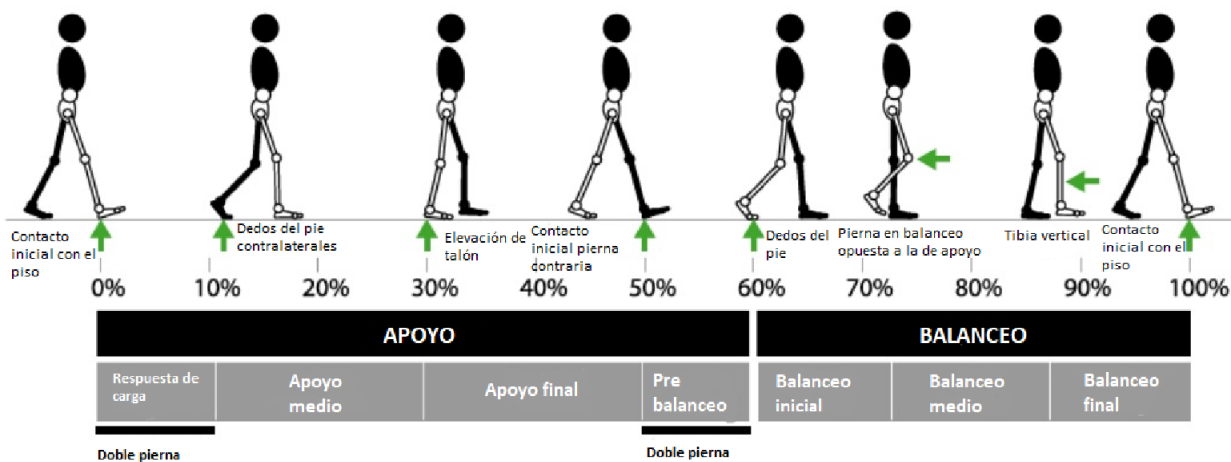 Contacto
inicial con el
piso
Dedos del pie
contralaterales
Elevación de
talón
Contacto
inicial pierna
contraria
Dedos del
pie
Pierna en balanceo
opuesta a la de apoyo
Tibia vertical
Contacto
inicial con el
piso
0% 10% 20% 30% 40% 50% 60% 70% 80% 90% 100%
APOYO
BALANCEO
Respuesta de
carga
Apoyo
medio
Apoyo final
Pre
balanceo
Balanceo
inicial
Balanceo
medio
Balanceo
final
Doble pierna
Doble pierna